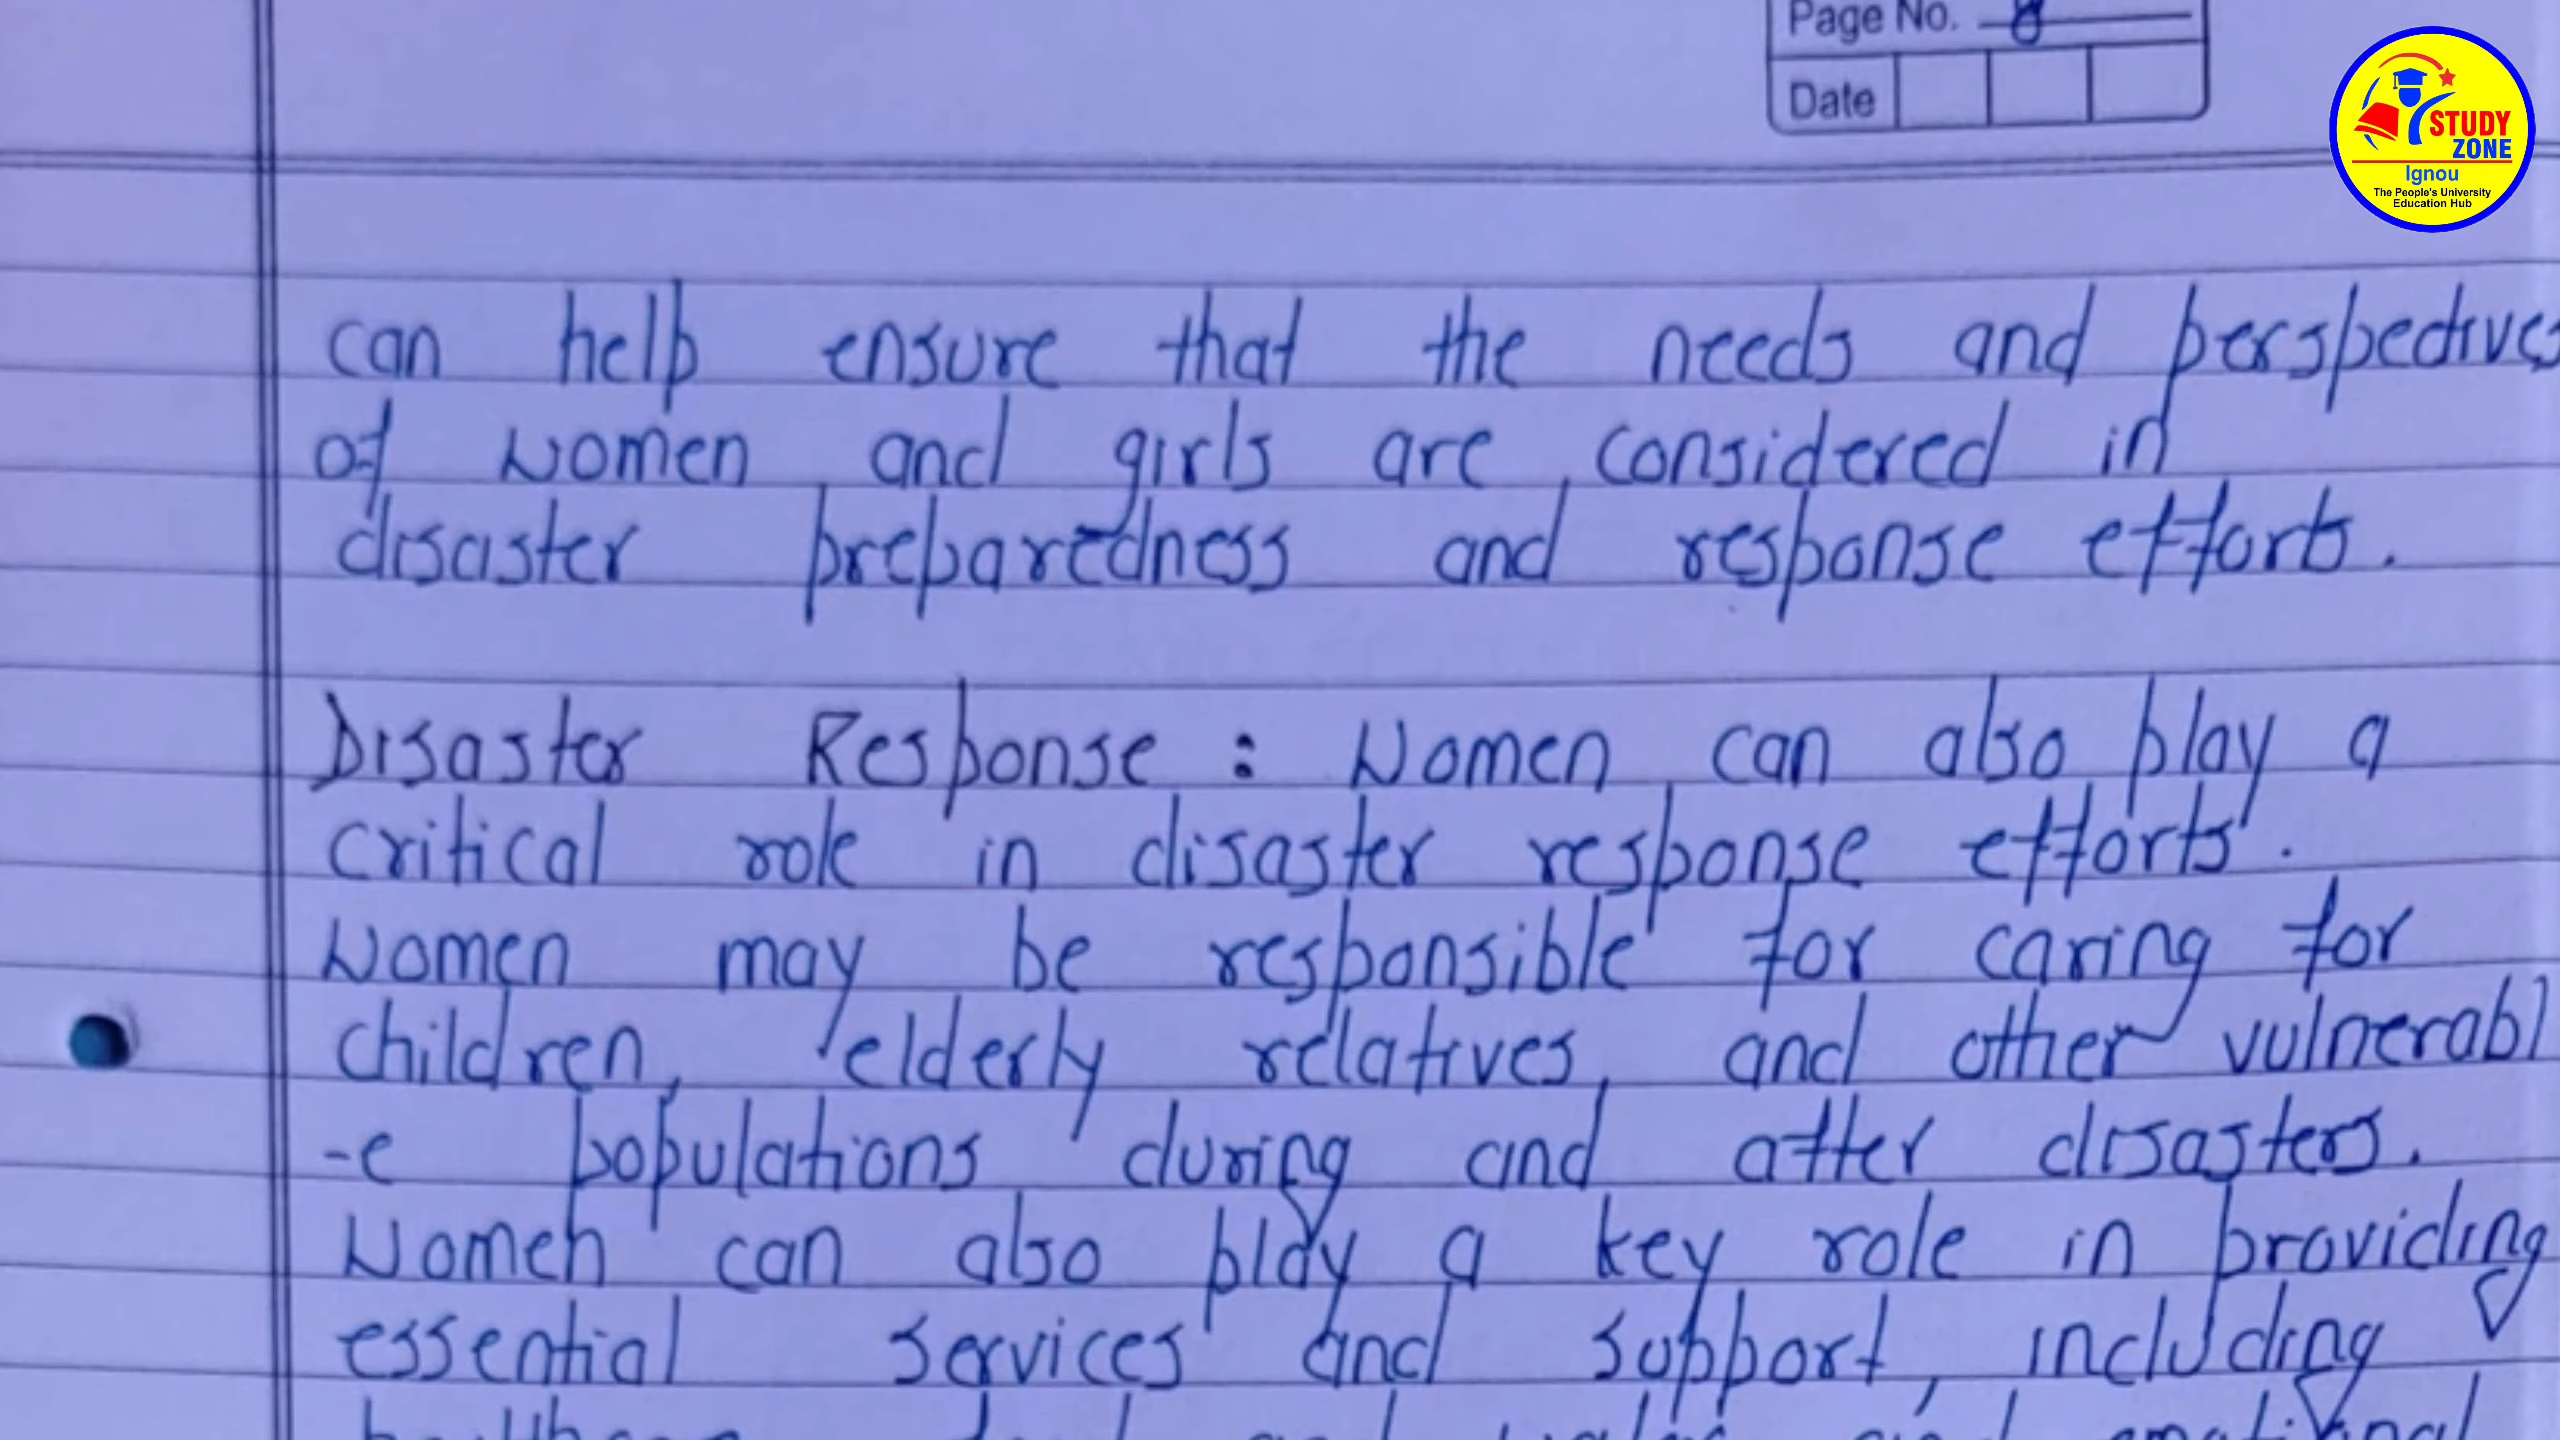 Page No. 8
Date
STUDY
ZONE
Ignou
The People's University
Education Hub
can help ensure that the needs and perspectives
of women and girls are considered in
disaster preparedness and response efforts.
Disaster Response : Women can also play a
critical role in disaster response efforts.
Women may be responsible for caring for
children, elderly relatives, and other vulnerabl
-e populations during and after disasters.
Women can also play a key role in providing
essential services and support, including